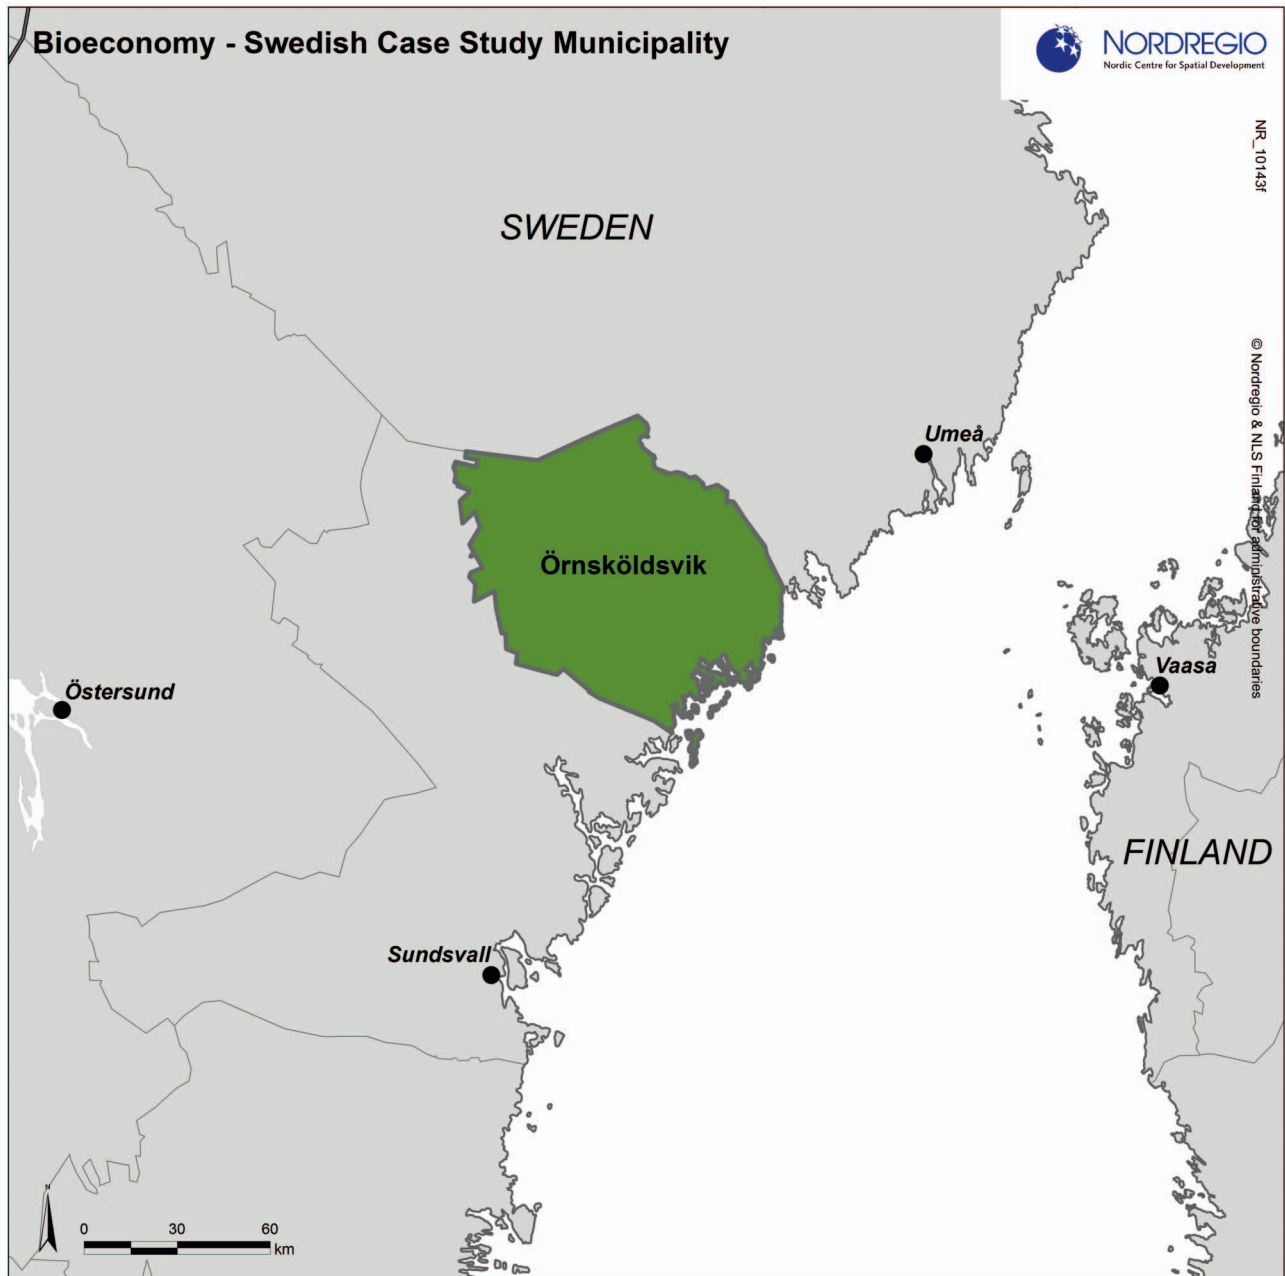 Bioeconomy - Swedish Case Study Municipality
NORDREGIO
Nordic Centre for Spatial Development
NR_10143f
SWEDEN
© Nordregio & NLS Finland for administrative boundaries
Umeå
Örnsköldsvik
Vaasa
Östersund
FINLAND
Sundsvall
N
0 30 60
km